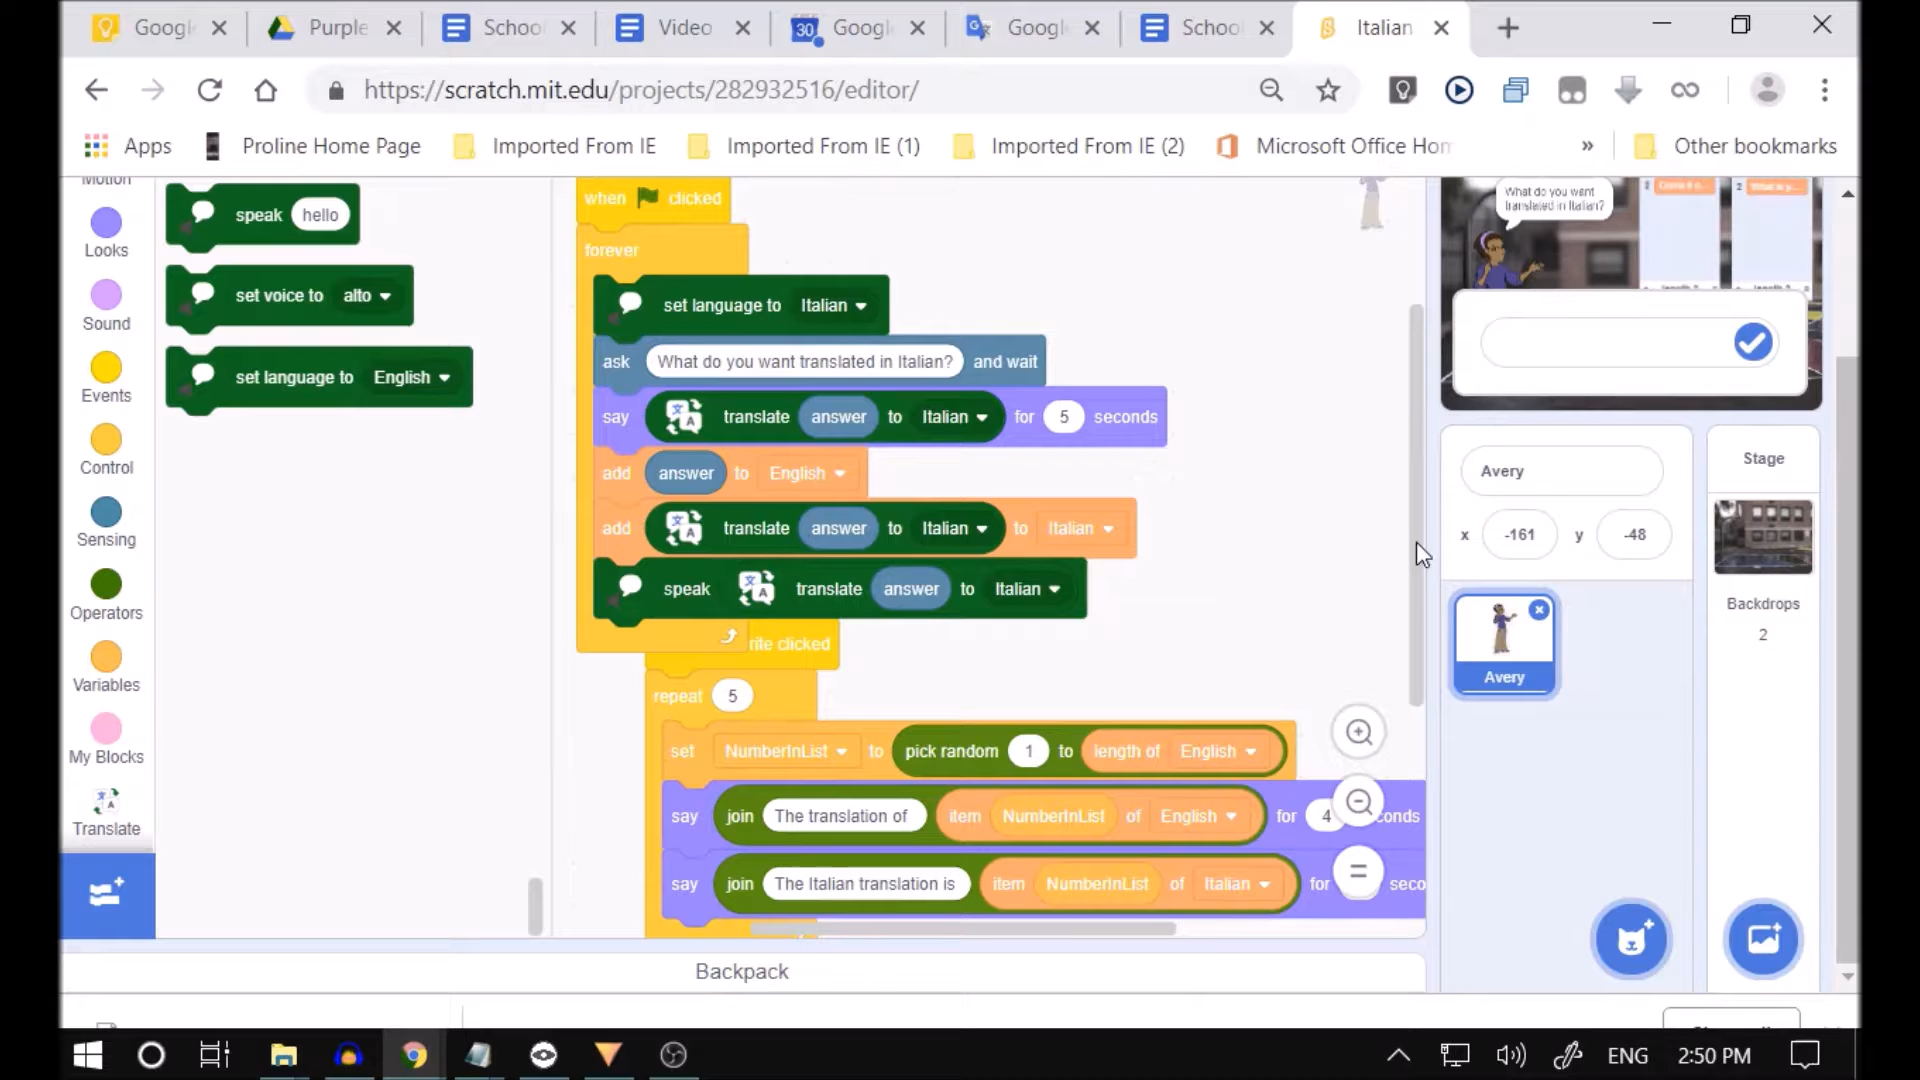 Googl
Purple
Schoo
Video
30
Googl
Googl
Schoo
Italian
https://scratch.mit.edu/projects/282932516/editor/
Apps
Proline Home Page
Imported From IE
Imported From IE (1)
Imported From IE (2)
Microsoft Office Hom
»
Other bookmarks
Motion
Looks
Sound
Events
Control
Sensing
Operators
Variables
My Blocks
Translate
speak hello
set voice to alto
set language to English
when clicked
forever
set language to Italian
ask What do you want translated in Italian? and wait
say translate answer to Italian for 5 seconds
add answer to English
add translate answer to Italian to Italian
speak translate answer to Italian
rite clicked
repeat 5
set NumberInList to pick random 1 to length of English
say join The translation of item NumberInList of English for 4 conds
say join The Italian translation is item NumberInList of Italian for seco
Backpack
What do you want
translated in Italian?
Avery
x -161 y -48
Avery
Stage
Backdrops
2
ENG
2:50 PM